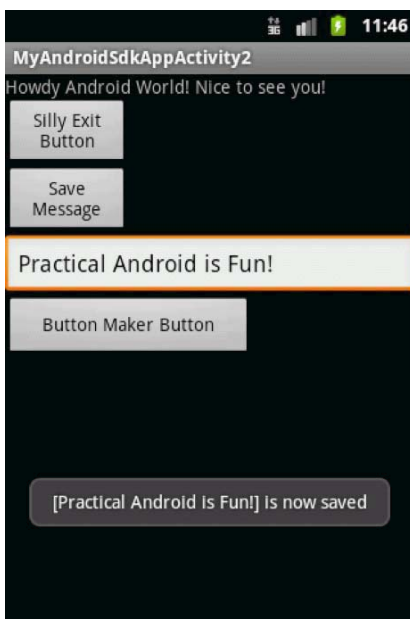 3G 11:46
MyAndroidSdkAppActivity2
Howdy Android World! Nice to see you!
Silly Exit
Button
Save
Message
Practical Android is Fun!
Button Maker Button
[Practical Android is Fun!] is now saved